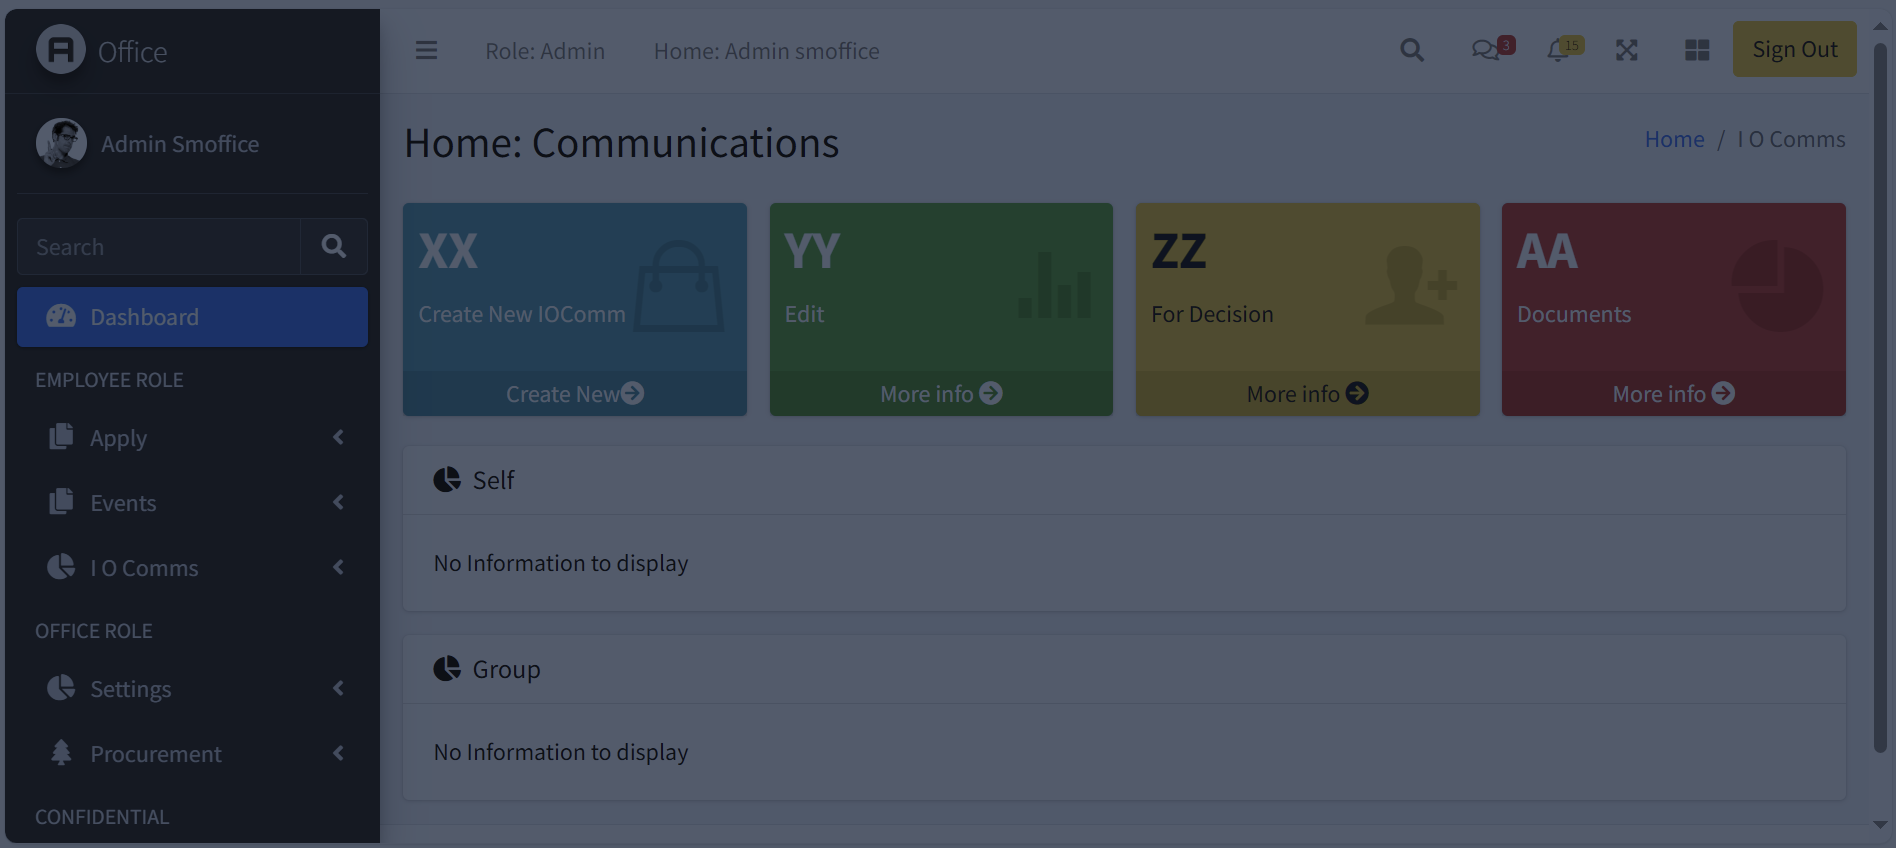 Office
Role: Admin
Home: Admin smoffice
3
15
Sign Out
Admin Smoffice
Search
Dashboard
EMPLOYEE ROLE
Apply
Events
I O Comms
OFFICE ROLE
Settings
Procurement
CONFIDENTIAL
Home: Communications
Home / I O Comms
XX
Create New IOComm
Create New
YY
Edit
More info
ZZ
For Decision
More info
AA
Documents
More info
Self
No Information to display
Group
No Information to display